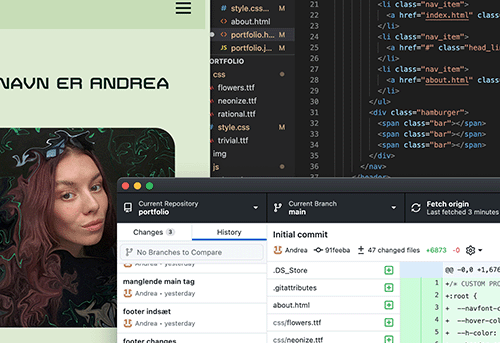 NAVN ER ANDREA
style.css... M
about.html
<> portfolio.h... M
portfolio.j... M
PORTFOLIO
css
flowers.ttf
neonize.ttf
rational.ttf
style.css M
trivial.ttf
img
js
21 <li class="nav_item">
22 <a href="index.html" class=
23 </li>
24 <li class="nav_item">
25 <a href="#" class="head_lin
26 </li>
27 <li class="nav_item">
28 <a href="about.html" class=
29 </li>
30 </ul>
31 <div class="hamburger">
32 <span class="bar"></span>
33 <span class="bar"></span>
34 <span class="bar"></span>
35 </div>
36 </nav>
37 </header>
Current Repository
portfolio
Current Branch
main
Fetch origin
Last fetched 3 minutes
Changes 3
History
No Branches to Compare
manglende main tag
Andrea • yesterday
footer indsæt
Andrea • yesterday
footer changes
Initial commit
Andrea 91feeba 47 changed files +6873 -0
.DS_Store
.gitattributes
about.html
css/flowers.ttf
css/neonize.ttf
@@ -0,0 +1,676
1 +/* CUSTOM PRO
2 +:root {
3 + --navfont-c
4 + --hover-col
5 + --h-color: